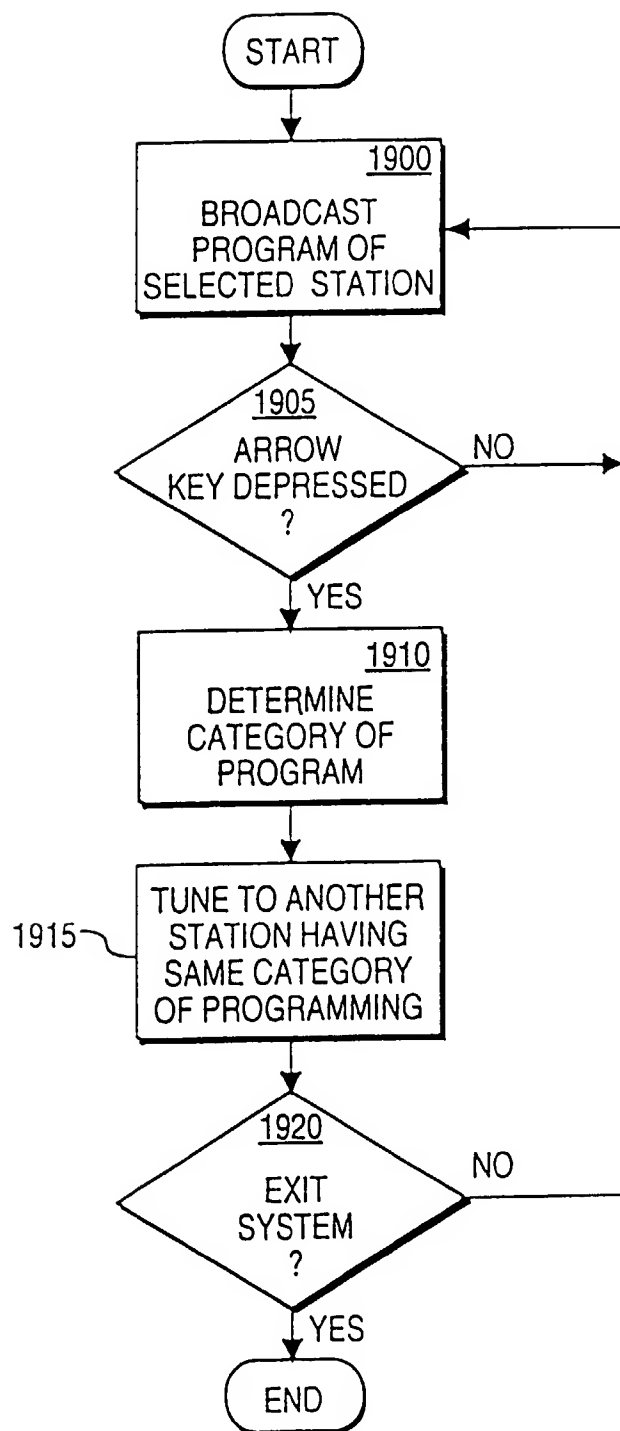 START
1900
BROADCAST
PROGRAM OF
SELECTED STATION
1905
ARROW
KEY DEPRESSED
?
NO
YES
1910
DETERMINE
CATEGORY OF
PROGRAM
1915
TUNE TO ANOTHER
STATION HAVING
SAME CATEGORY
OF PROGRAMMING
1920
EXIT
SYSTEM
?
NO
YES
END